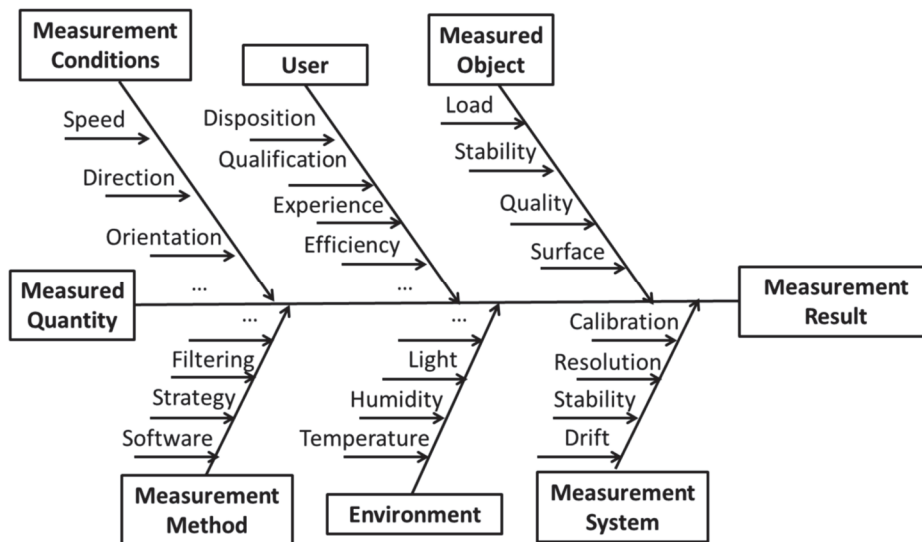 Measurement
Conditions
User
Measured
Object
Speed
Direction
Orientation
...
Disposition
Qualification
Experience
Efficiency
...
Load
Stability
Quality
Surface
Measured
Quantity
Measurement
Result
...
Filtering
Strategy
Software
...
Light
Humidity
Temperature
Calibration
Resolution
Stability
Drift
Measurement
Method
Environment
Measurement
System